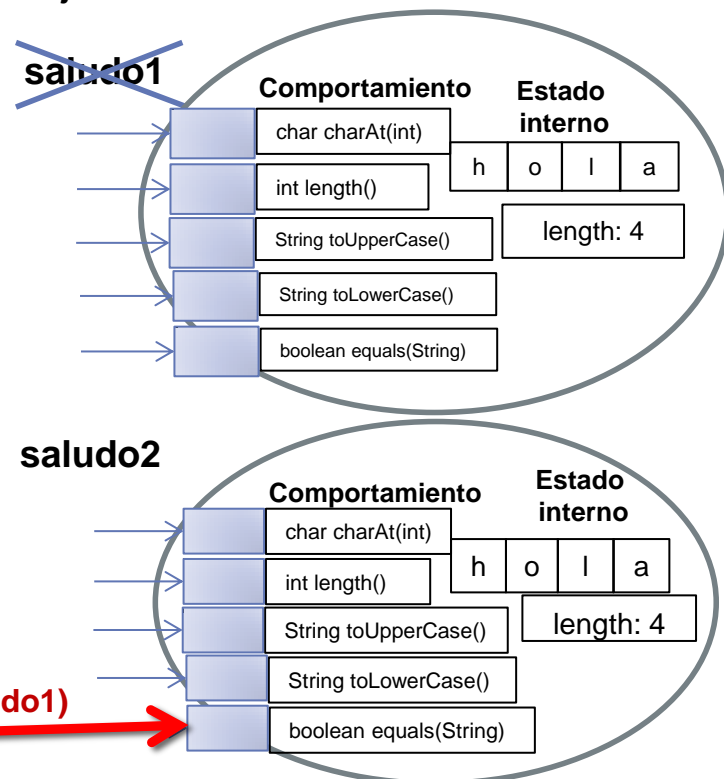 saludo1
Comportamiento
Estado
interno
char charAt(int)
h o l a
int length()
length: 4
String toUpperCase()
String toLowerCase()
boolean equals(String)
saludo2
Comportamiento
Estado
interno
char charAt(int)
h o l a
int length()
length: 4
String toUpperCase()
String toLowerCase()
do1)
boolean equals(String)